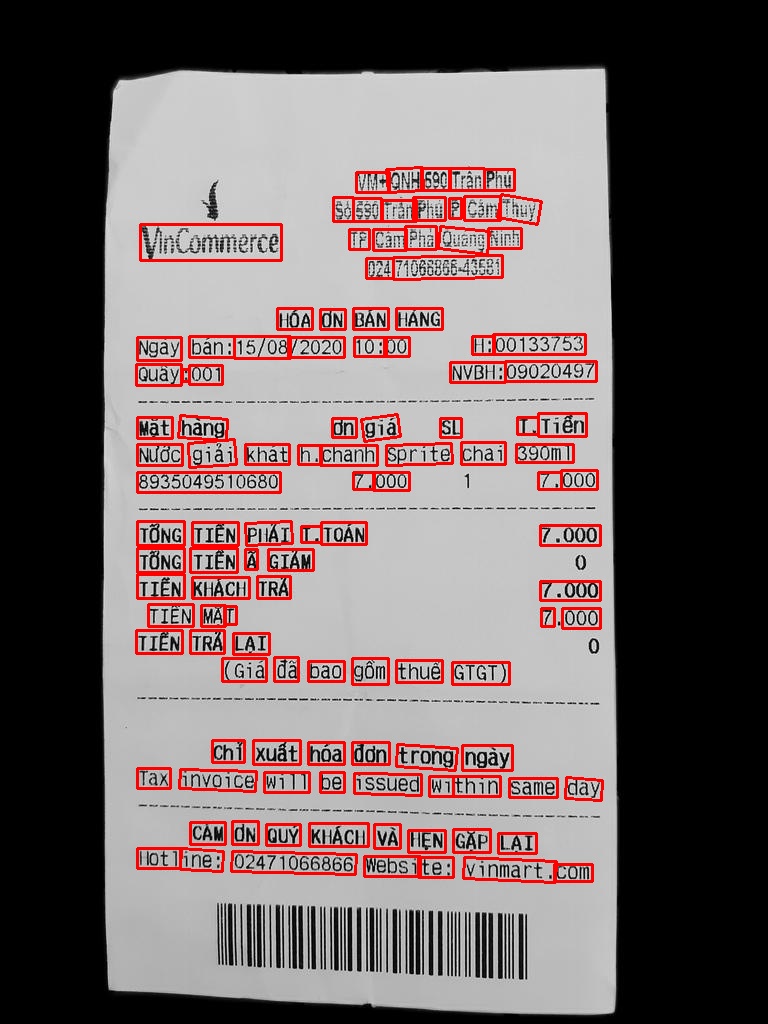 VinCommerce
VM+ QNH 590 Trần Phú
Số 590 Trần Phú P Cẩm Thủy
TP Cẩm Phả Quảng Ninh
024 71066866-43581
HÓA ĐƠN BÁN HÀNG
Ngày bán:15/08/2020 10:00 H:00133753
Quầy:001 NVBH:09020497
Mặt hàng Đơn giá SL T.Tiền
Nước giải khát h.chanh Sprite chai 390ml
8935049510680 7.000 1 7.000
TỔNG TIỀN PHẢI T.TOÁN 7.000
TỔNG TIỀN ĐÃ GIẢM 0
TIỀN KHÁCH TRẢ 7.000
TIỀN MẶT 7.000
TIỀN TRẢ LẠI 0
(Giá đã bao gồm thuế GTGT)
Chỉ xuất hóa đơn trong ngày
Tax invoice will be issued within same day
CẢM ƠN QUÝ KHÁCH VÀ HẸN GẶP LẠI
Hotline: 02471066866 Website: vinmart.com